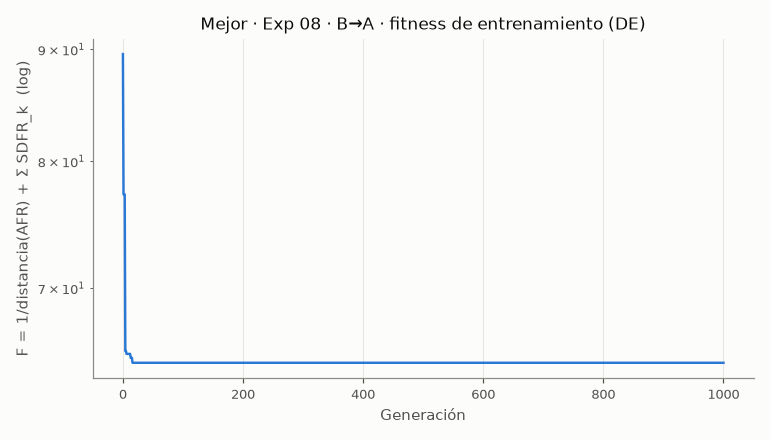 Mejor · Exp 08 · B→A · fitness de entrenamiento (DE)
F = 1/distancia(AFR) + Σ SDFR_k (log)
9 × 10¹
8 × 10¹
7 × 10¹
0 200 400 600 800 1000
Generación